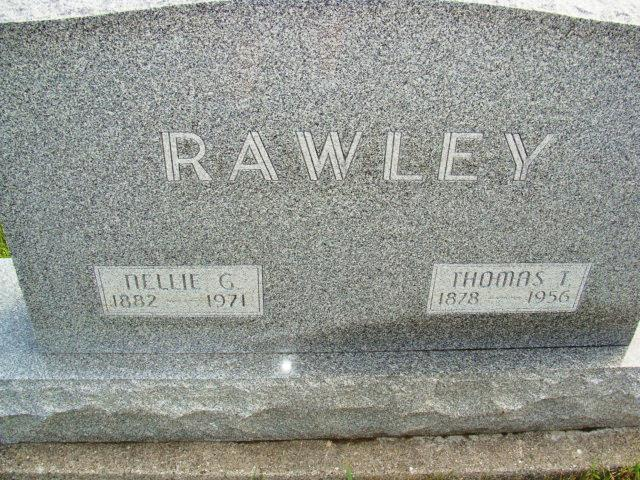 RAWLEY
NELLIE G.
1882 — 1971
THOMAS T.
1878 — 1956